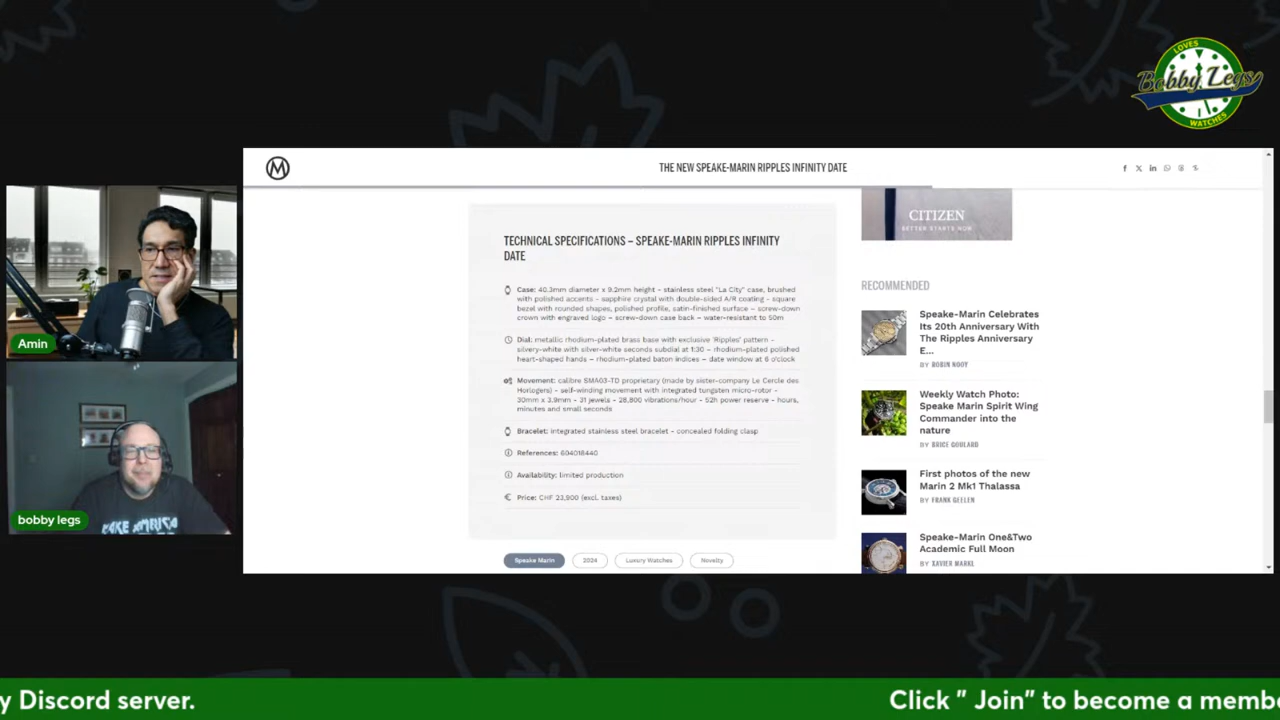 LOVES
Bobby Legs
WATCHES
M
THE NEW SPEAKE-MARIN RIPPLES INFINITY DATE
CITIZEN
BETTER STARTS NOW
TECHNICAL SPECIFICATIONS – SPEAKE-MARIN RIPPLES INFINITY
DATE
Case: 40.3mm diameter x 9.2mm height - stainless steel "La City" case, brushed
with polished accents - sapphire crystal with double-sided A/R coating - square
bezel with rounded shapes, polished profile, satin-finished surface – screw-down
crown with engraved logo – screw-down case back – water-resistant to 50m
Dial: metallic rhodium-plated brass base with exclusive 'Ripples' pattern -
silvery-white with silver-white seconds subdial at 1:30 – rhodium-plated polished
heart-shaped hands – rhodium-plated baton indices – date window at 6 o'clock
Movement: calibre SMA03-TD proprietary (made by sister-company Le Cercle des
Horlogers) - self-winding movement with integrated tungsten micro-rotor -
30mm x 3.9mm - 31 jewels - 28,800 vibrations/hour - 52h power reserve - hours,
minutes and small seconds
Bracelet: integrated stainless steel bracelet - concealed folding clasp
References: 604018440
Availability: limited production
Price: CHF 23,900 (excl. taxes)
Speake Marin
2024
Luxury Watches
Novelty
RECOMMENDED
Speake-Marin Celebrates
Its 20th Anniversary With
The Ripples Anniversary
E...
BY ROBIN NOOY
Weekly Watch Photo:
Speake Marin Spirit Wing
Commander into the
nature
BY BRICE GOULARD
First photos of the new
Marin 2 Mk1 Thalassa
BY FRANK GEELEN
Speake-Marin One&Two
Academic Full Moon
BY XAVIER MARKL
Amin
bobby legs
y Discord server.
Click " Join" to become a membe